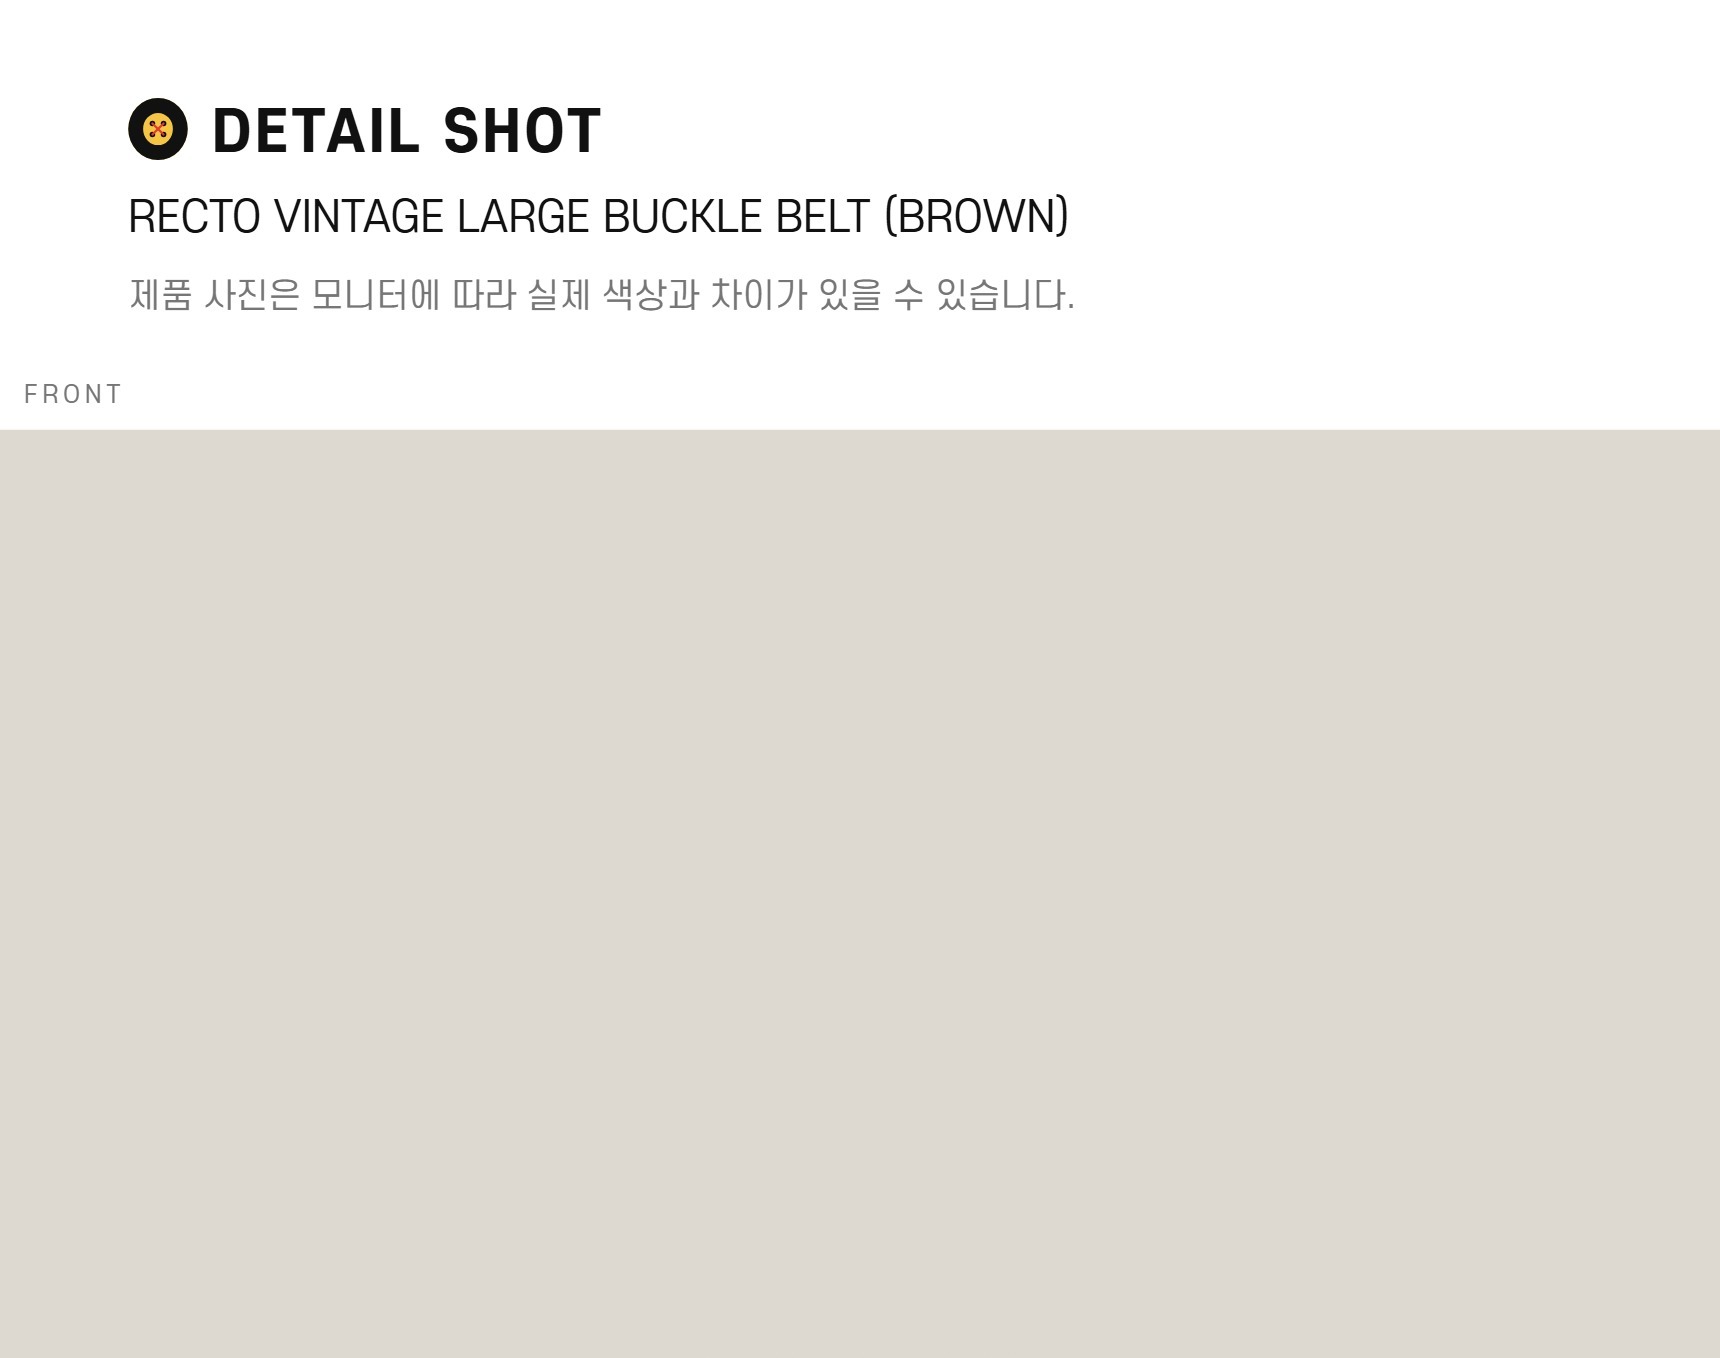 DETAIL SHOT
RECTO VINTAGE LARGE BUCKLE BELT (BROWN)
제품 사진은 모니터에 따라 실제 색상과 차이가 있을 수 있습니다.
FRONT